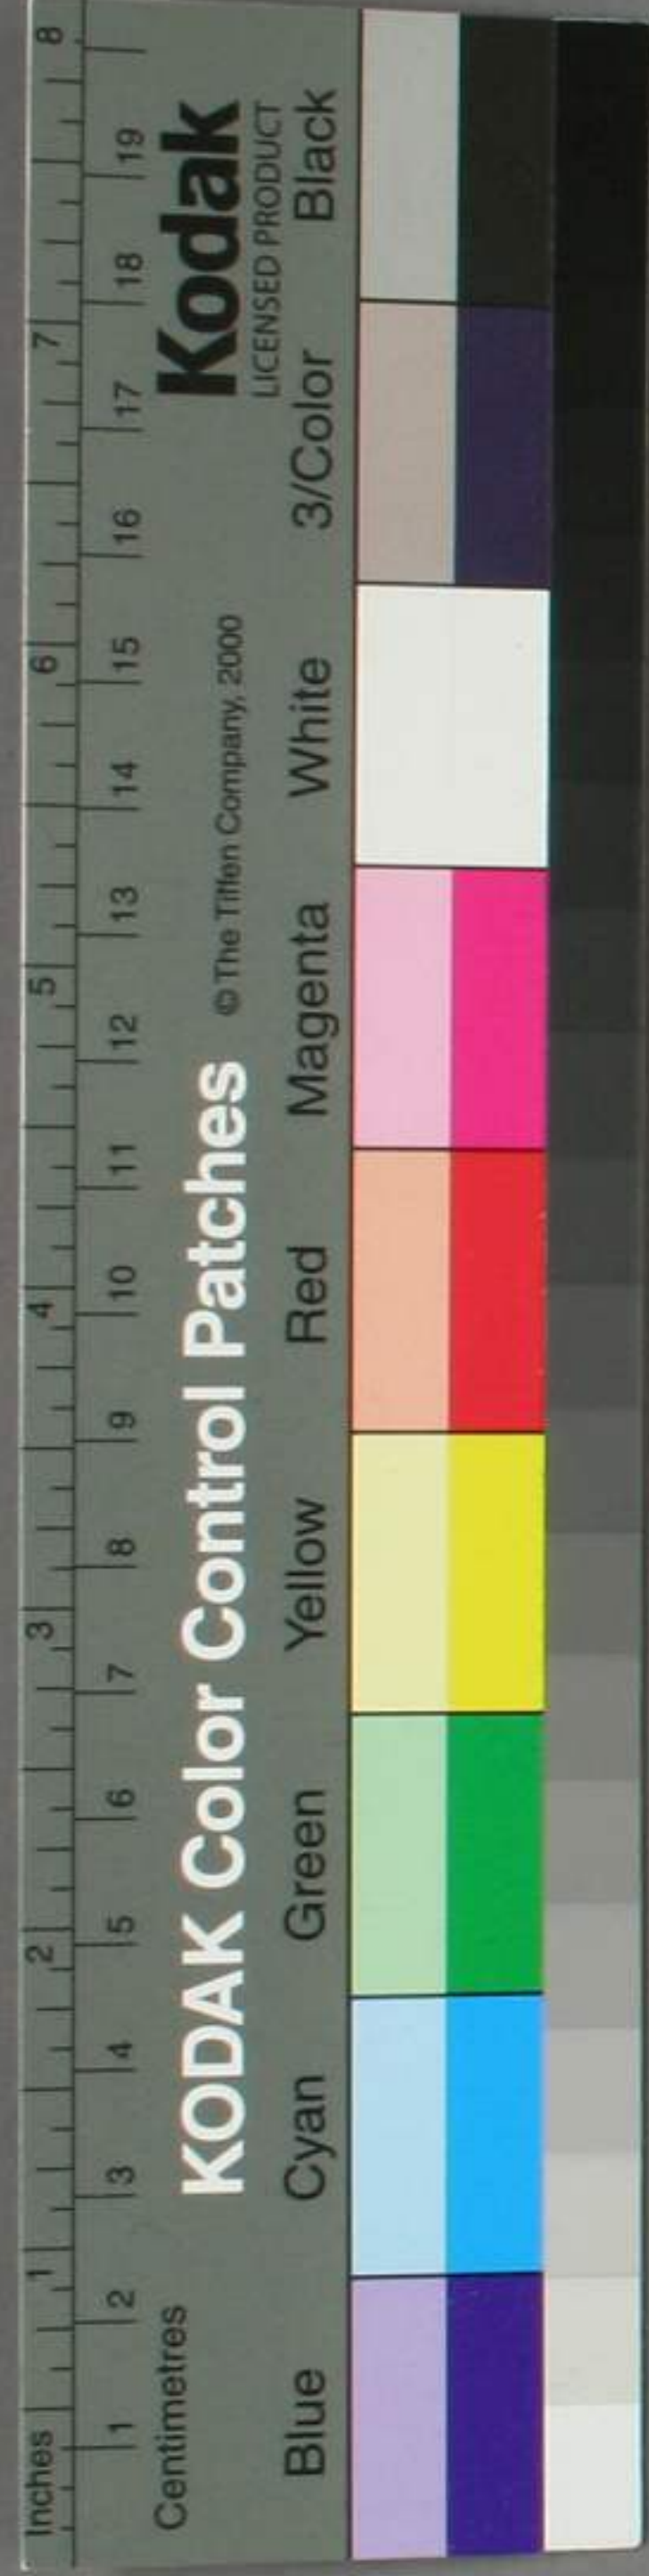 Inches 1 2 3 4 5 6 7 8
1 2 3 4 5 6 7 8 9 10 11 12 13 14 15 16 17 18 19
Centimetres
KODAK Color Control Patches © The Tiffen Company, 2000 Kodak
LICENSED PRODUCT
Blue Cyan Green Yellow Red Magenta White 3/Color Black